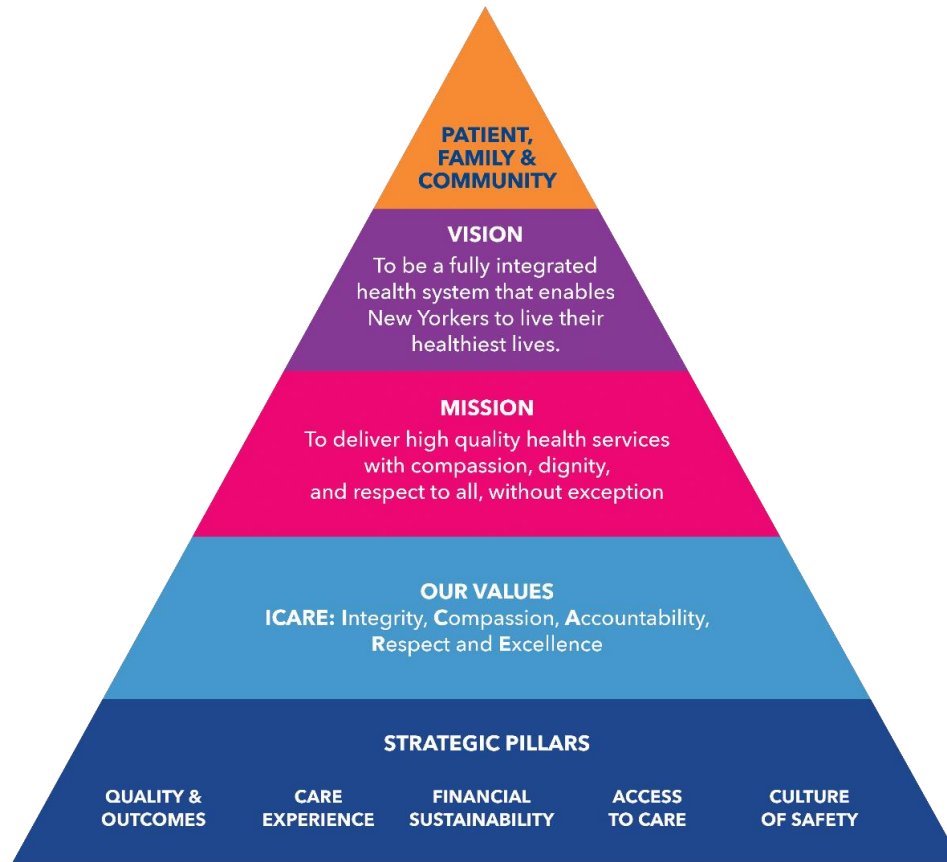 PATIENT,
FAMILY &
COMMUNITY
VISION
To be a fully integrated
health system that enables
New Yorkers to live their
healthiest lives.
MISSION
To deliver high quality health services
with compassion, dignity,
and respect to all, without exception
OUR VALUES
ICARE: Integrity, Compassion, Accountability,
Respect and Excellence
STRATEGIC PILLARS
QUALITY &
OUTCOMES
CARE
EXPERIENCE
FINANCIAL
SUSTAINABILITY
ACCESS
TO CARE
CULTURE
OF SAFETY